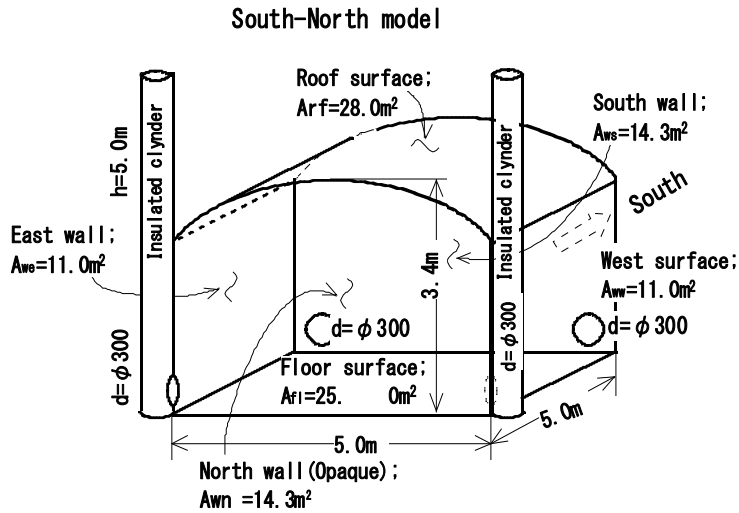 South-North model
Roof surface;
Arf=28.0m²
South wall;
Aws=14.3m²
h=5.0m
Insulated clynder
Insulated clynder
South
East wall;
Awe=11.0m²
3.4m
West surface;
Aww=11.0m²
d=φ300
d=φ300
d=φ300
d=φ300
Floor surface;
Afl=25. 0m²
5.0m
5.0m
North wall(Opaque);
Awn =14.3m²